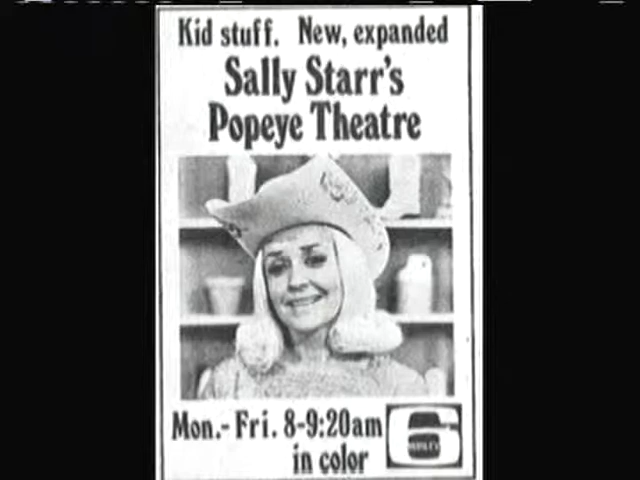 Kid stuff. New, expanded
Sally Starr's
Popeye Theatre
Mon.- Fri. 8-9:20am
in color
6